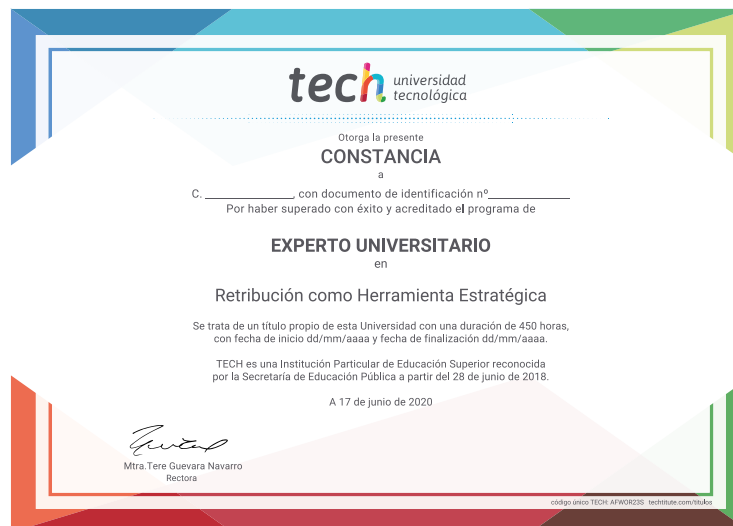 tech universidad
tecnológica
Otorga la presente
CONSTANCIA
a
C. ______________, con documento de identificación nº______________
Por haber superado con éxito y acreditado el programa de
EXPERTO UNIVERSITARIO
en
Retribución como Herramienta Estratégica
Se trata de un título propio de esta Universidad con una duración de 450 horas,
con fecha de inicio dd/mm/aaaa y fecha de finalización dd/mm/aaaa.
TECH es una Institución Particular de Educación Superior reconocida
por la Secretaría de Educación Pública a partir del 28 de junio de 2018.
A 17 de junio de 2020
Mtra.Tere Guevara Navarro
Rectora
código único TECH: AFWOR23S techtitute.com/titulos